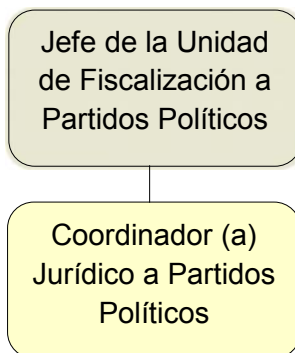 Jefe de la Unidad
de Fiscalización a
Partidos Políticos
Coordinador (a)
Jurídico a Partidos
Políticos